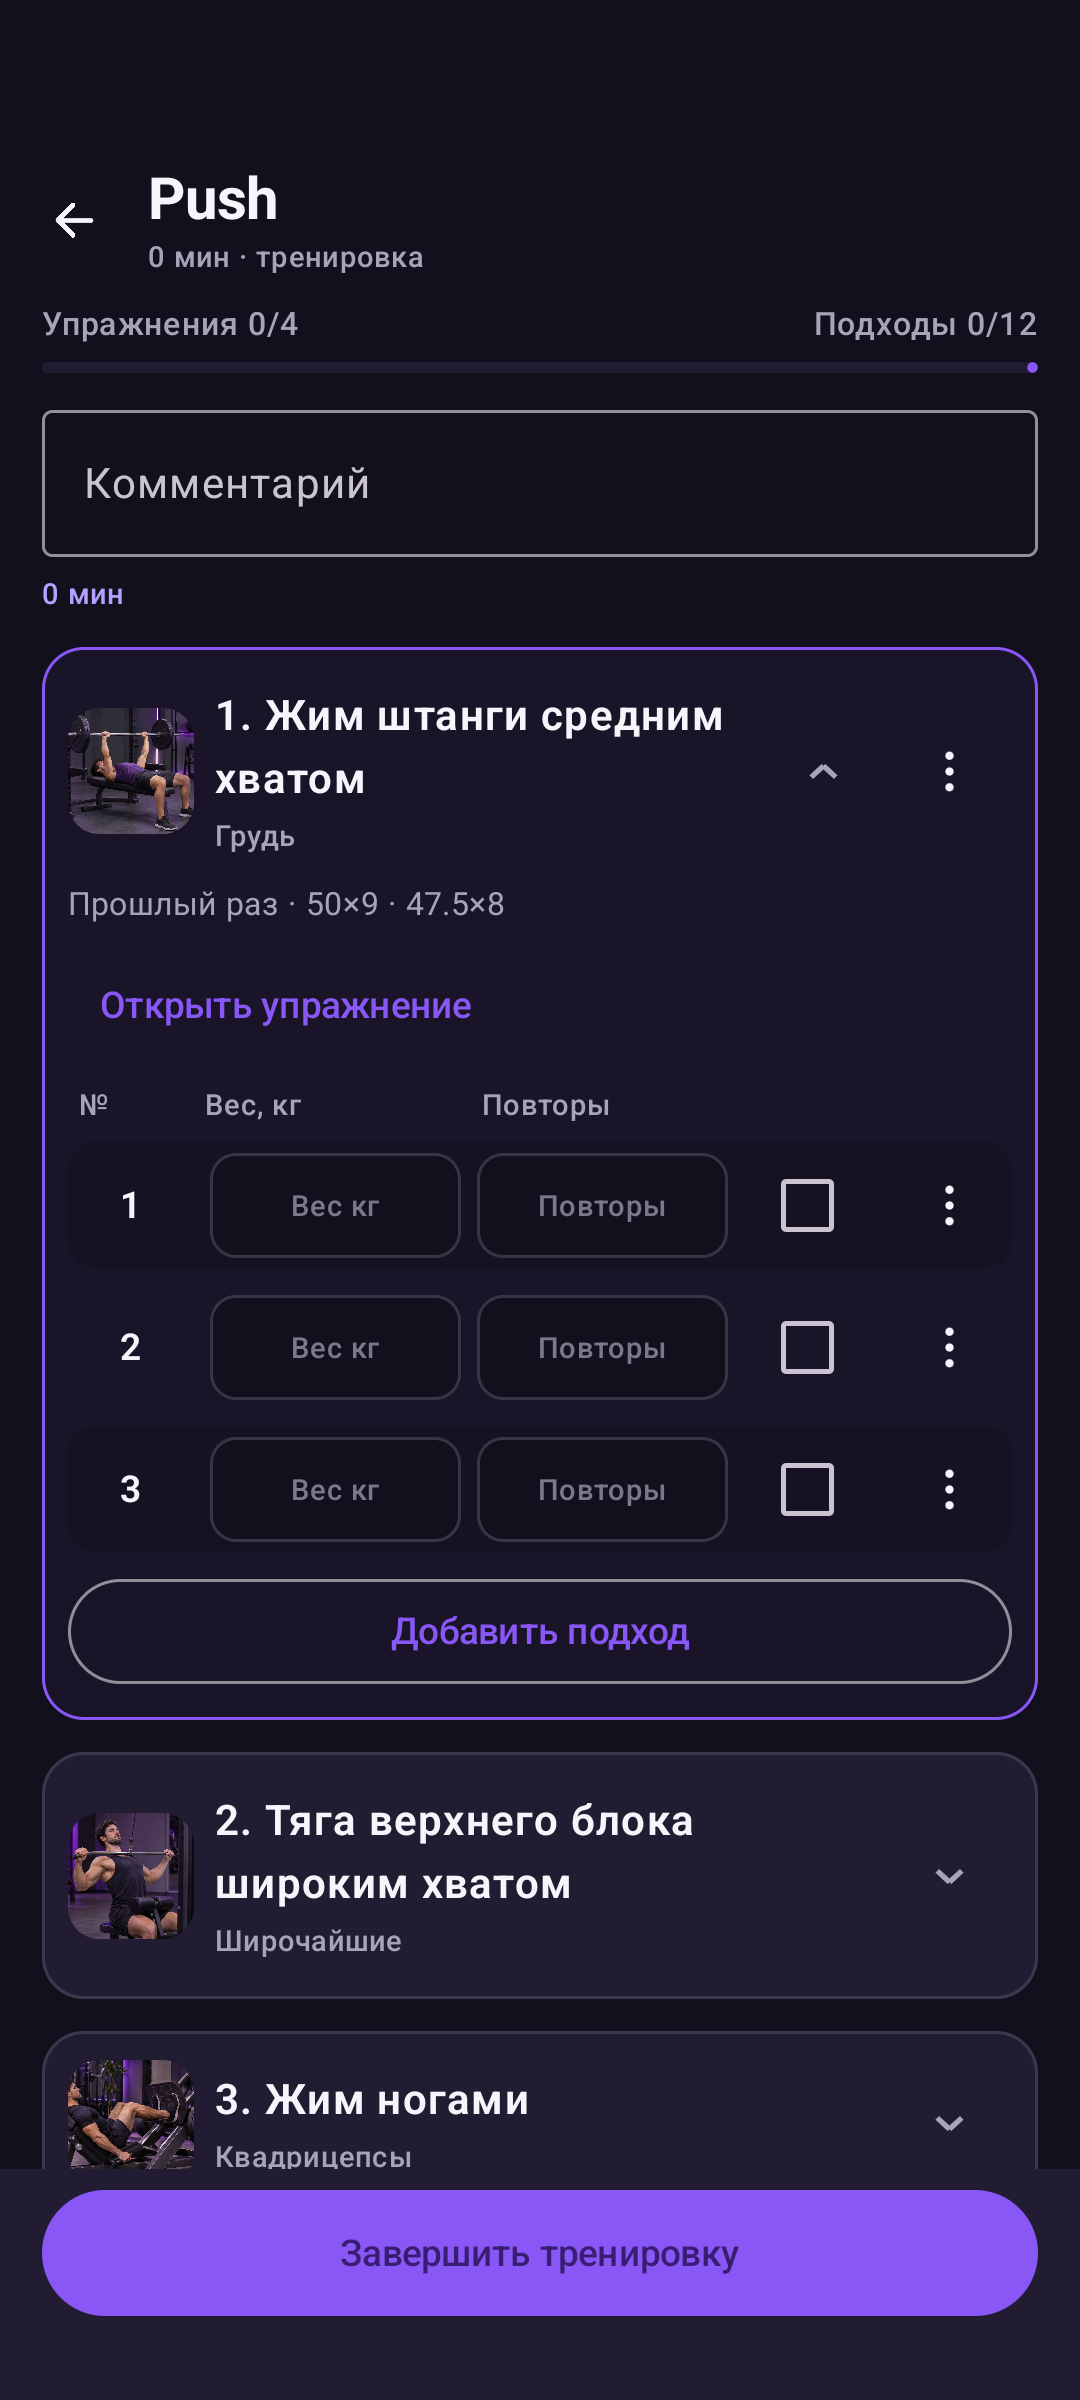 Push
0 мин · тренировка
Упражнения 0/4
Подходы 0/12
Комментарий
0 мин
1. Жим штанги средним
хватом
Грудь
Прошлый раз · 50×9 · 47.5×8
Открыть упражнение
№ Вес, кг Повторы
1 Вес кг Повторы
2 Вес кг Повторы
3 Вес кг Повторы
Добавить подход
2. Тяга верхнего блока
широким хватом
Широчайшие
3. Жим ногами
Квадрицепсы
Завершить тренировку